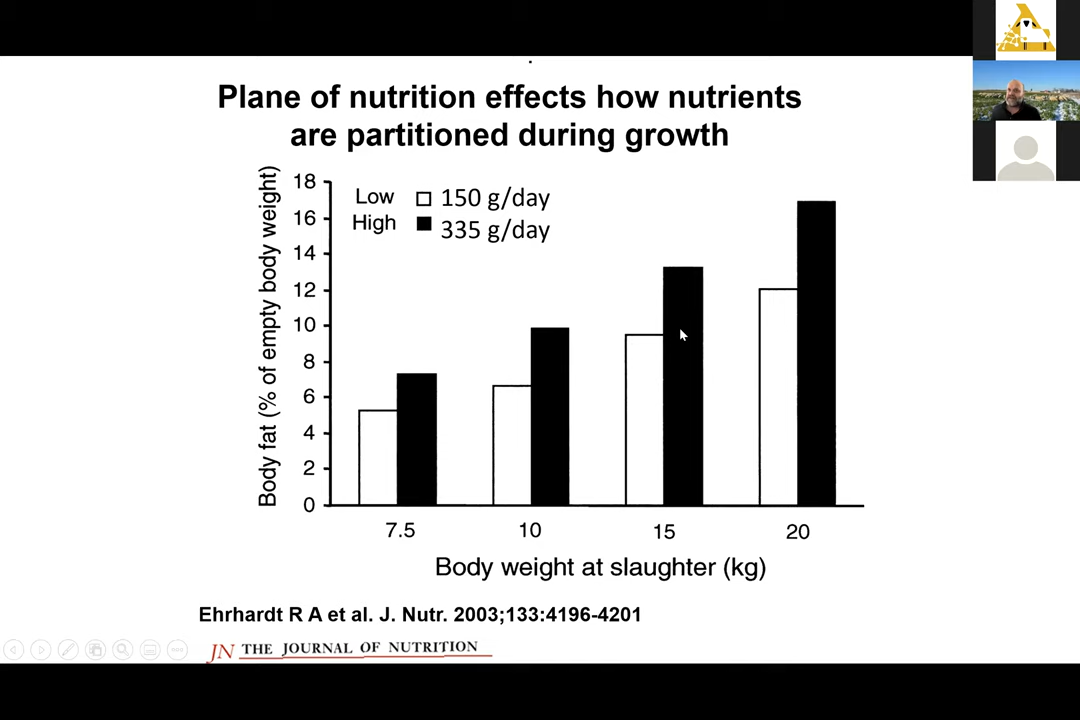 Plane of nutrition effects how nutrients
are partitioned during growth
Body fat (% of empty body weight)
18
16
14
12
10
8
6
4
2
0
Low 150 g/day
High 335 g/day
7.5 10 15 20
Body weight at slaughter (kg)
Ehrhardt R A et al. J. Nutr. 2003;133:4196-4201
JN THE JOURNAL OF NUTRITION